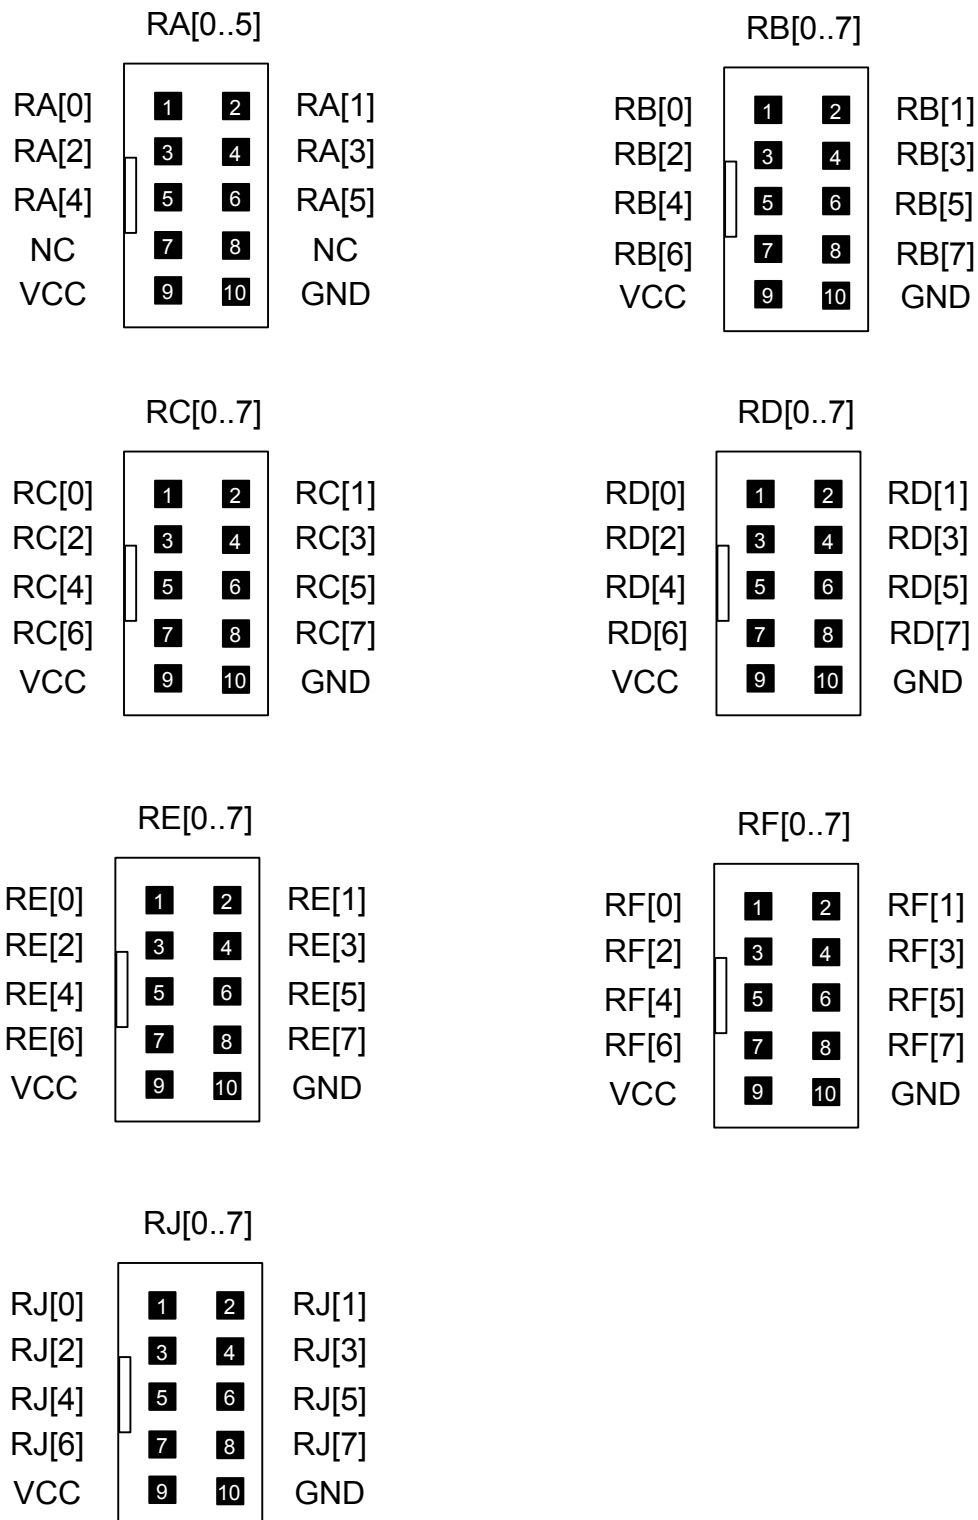 RA[0..5]
RA[0] 1 2 RA[1]
RA[2] 3 4 RA[3]
RA[4] 5 6 RA[5]
NC 7 8 NC
VCC 9 10 GND
RB[0..7]
RB[0] 1 2 RB[1]
RB[2] 3 4 RB[3]
RB[4] 5 6 RB[5]
RB[6] 7 8 RB[7]
VCC 9 10 GND
RC[0..7]
RC[0] 1 2 RC[1]
RC[2] 3 4 RC[3]
RC[4] 5 6 RC[5]
RC[6] 7 8 RC[7]
VCC 9 10 GND
RD[0..7]
RD[0] 1 2 RD[1]
RD[2] 3 4 RD[3]
RD[4] 5 6 RD[5]
RD[6] 7 8 RD[7]
VCC 9 10 GND
RE[0..7]
RE[0] 1 2 RE[1]
RE[2] 3 4 RE[3]
RE[4] 5 6 RE[5]
RE[6] 7 8 RE[7]
VCC 9 10 GND
RF[0..7]
RF[0] 1 2 RF[1]
RF[2] 3 4 RF[3]
RF[4] 5 6 RF[5]
RF[6] 7 8 RF[7]
VCC 9 10 GND
RJ[0..7]
RJ[0] 1 2 RJ[1]
RJ[2] 3 4 RJ[3]
RJ[4] 5 6 RJ[5]
RJ[6] 7 8 RJ[7]
VCC 9 10 GND